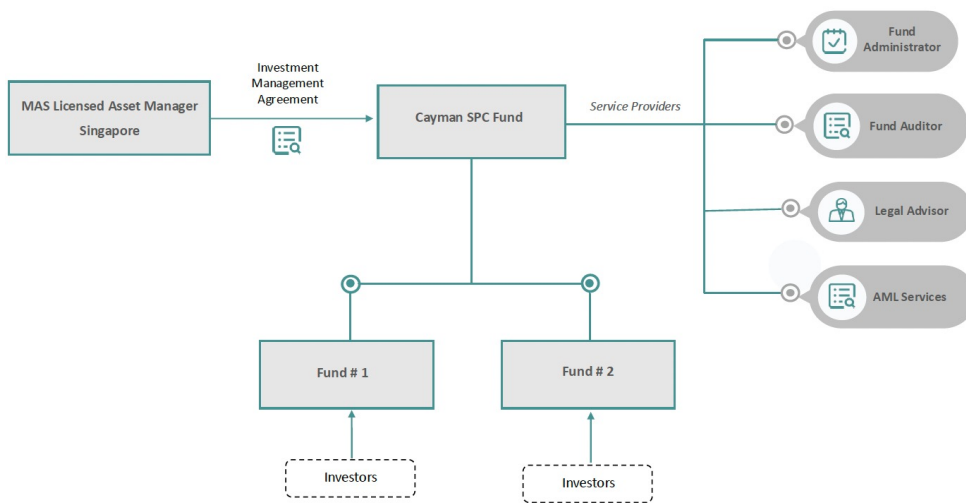 Investment
Management
Agreement
MAS Licensed Asset Manager
Singapore
Cayman SPC Fund
Service Providers
Fund
Administrator
Fund Auditor
Legal Advisor
AML Services
Fund # 1
Fund # 2
Investors
Investors